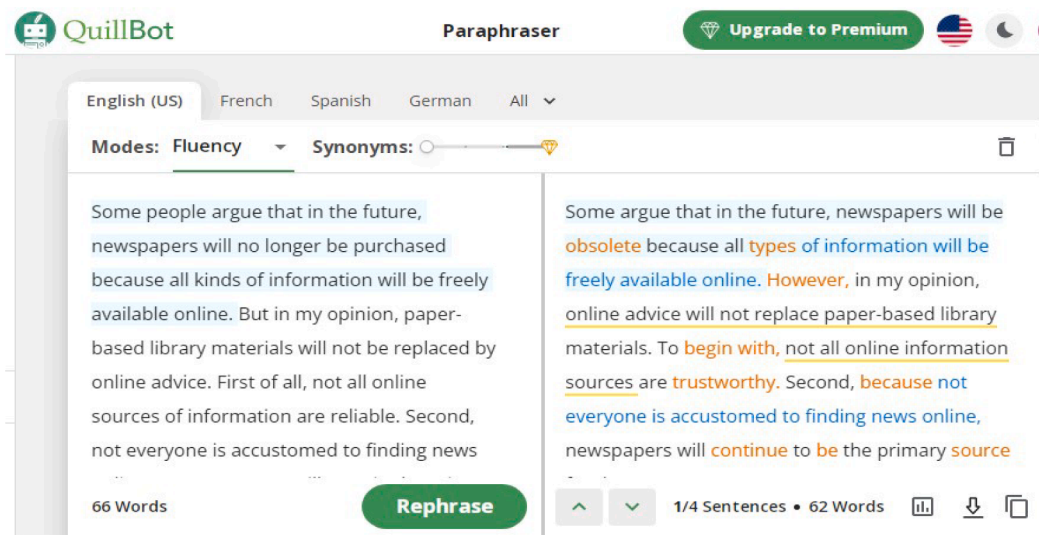 QuillBot
Paraphraser
Upgrade to Premium
English (US) French Spanish German All
Modes: Fluency Synonyms:
Some people argue that in the future,
newspapers will no longer be purchased
because all kinds of information will be freely
available online. But in my opinion, paper-
based library materials will not be replaced by
online advice. First of all, not all online
sources of information are reliable. Second,
not everyone is accustomed to finding news
66 Words
Rephrase
Some argue that in the future, newspapers will be
obsolete because all types of information will be
freely available online. However, in my opinion,
online advice will not replace paper-based library
materials. To begin with, not all online information
sources are trustworthy. Second, because not
everyone is accustomed to finding news online,
newspapers will continue to be the primary source
1/4 Sentences • 62 Words